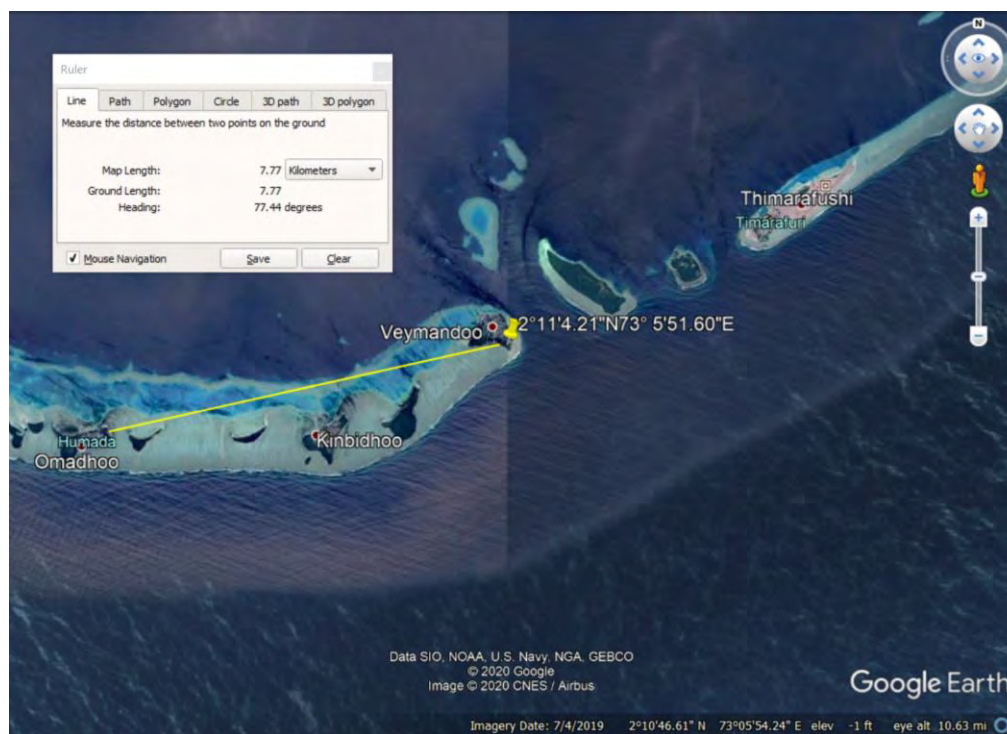 Ruler
Line Path Polygon Circle 3D path 3D polygon
Measure the distance between two points on the ground
Map Length: 7.77 Kilometers
Ground Length: 7.77
Heading: 77.44 degrees
Mouse Navigation Save Clear
N
Thimarafushi
Timarafuri
Veymandoo
2°11'4.21"N73° 5'51.60"E
Humada
Kinbidhoo
Omadhoo
Data SIO, NOAA, U.S. Navy, NGA, GEBCO
© 2020 Google
Image © 2020 CNES / Airbus
Google Earth
Imagery Date: 7/4/2019 2°10'46.61" N 73°05'54.24" E elev -1 ft eye alt 10.63 mi